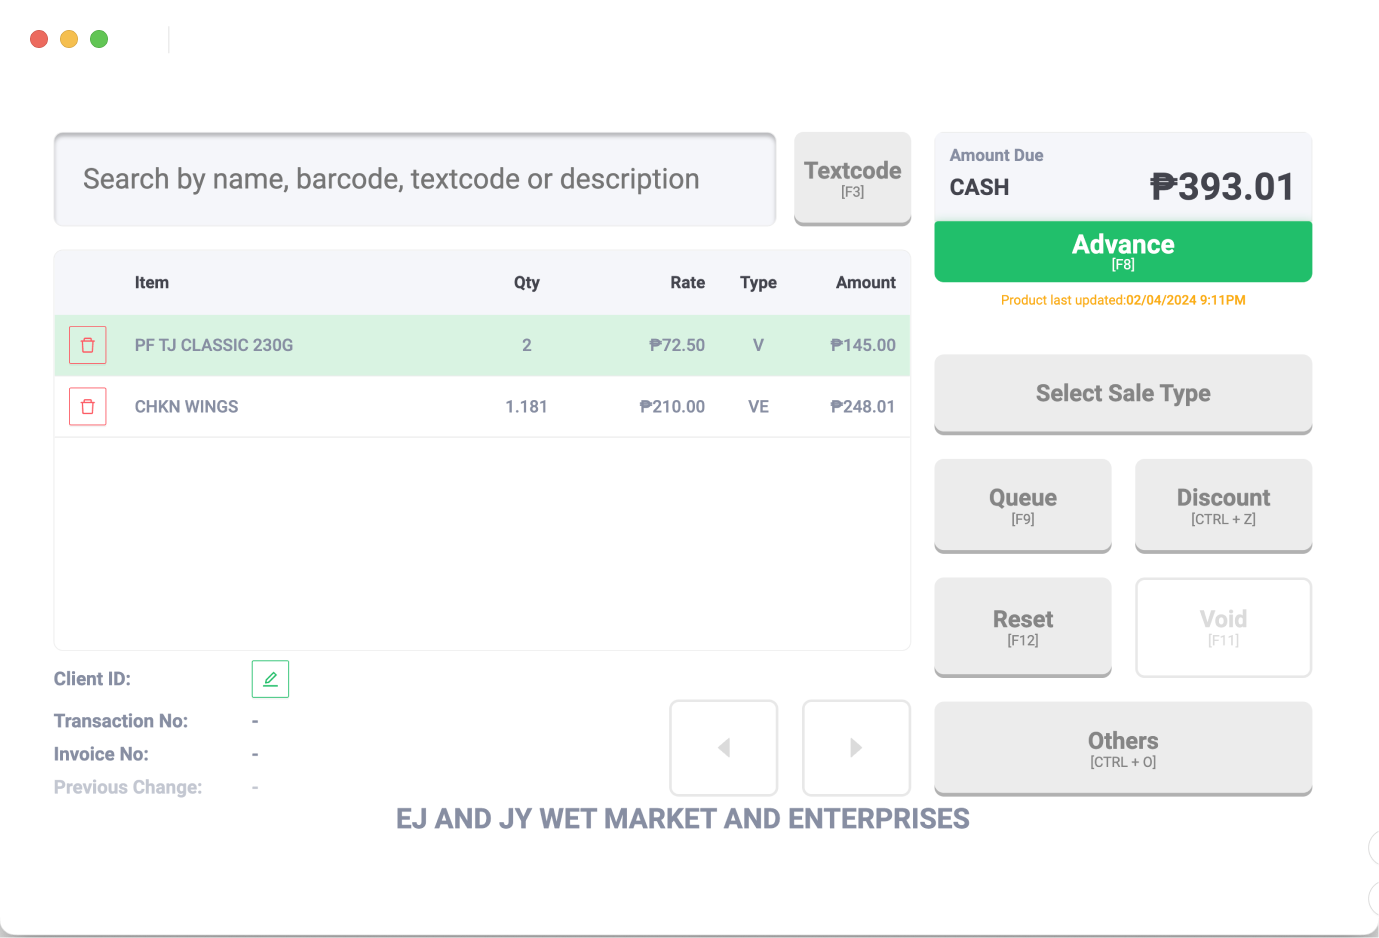 Search by name, barcode, textcode or description
Textcode
[F3]
Amount Due
CASH ₱393.01
Advance
[F8]
Product last updated:02/04/2024 9:11PM
Item Qty Rate Type Amount
PF TJ CLASSIC 230G 2 ₱72.50 V ₱145.00
CHKN WINGS 1.181 ₱210.00 VE ₱248.01
Select Sale Type
Queue
[F9]
Discount
[CTRL + Z]
Reset
[F12]
Void
[F11]
Others
[CTRL + O]
Client ID:
Transaction No: -
Invoice No: -
Previous Change: -
EJ AND JY WET MARKET AND ENTERPRISES